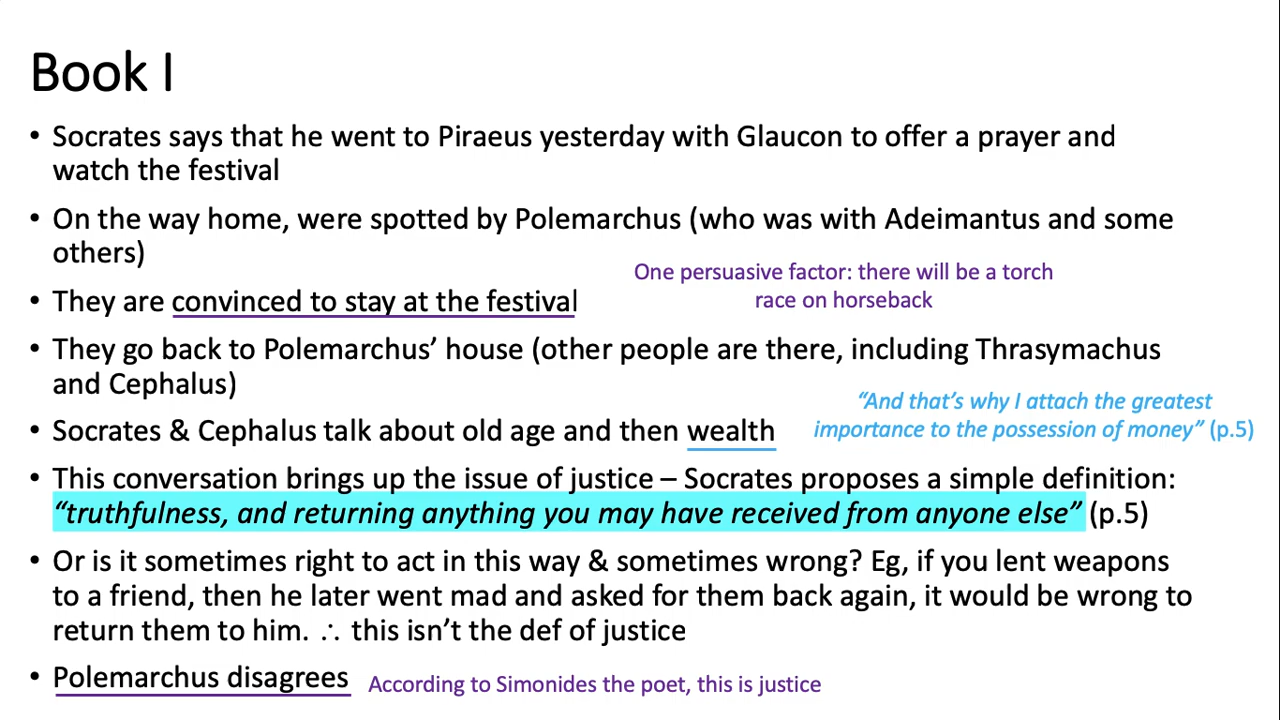 Book I
• Socrates says that he went to Piraeus yesterday with Glaucon to offer a prayer and
watch the festival
• On the way home, were spotted by Polemarchus (who was with Adeimantus and some
others)
One persuasive factor: there will be a torch
race on horseback
• They are convinced to stay at the festival
• They go back to Polemarchus’ house (other people are there, including Thrasymachus
and Cephalus)
“And that’s why I attach the greatest
importance to the possession of money” (p.5)
• Socrates & Cephalus talk about old age and then wealth
• This conversation brings up the issue of justice – Socrates proposes a simple definition:
“truthfulness, and returning anything you may have received from anyone else” (p.5)
• Or is it sometimes right to act in this way & sometimes wrong? Eg, if you lent weapons
to a friend, then he later went mad and asked for them back again, it would be wrong to
return them to him. ∴ this isn’t the def of justice
• Polemarchus disagrees
According to Simonides the poet, this is justice